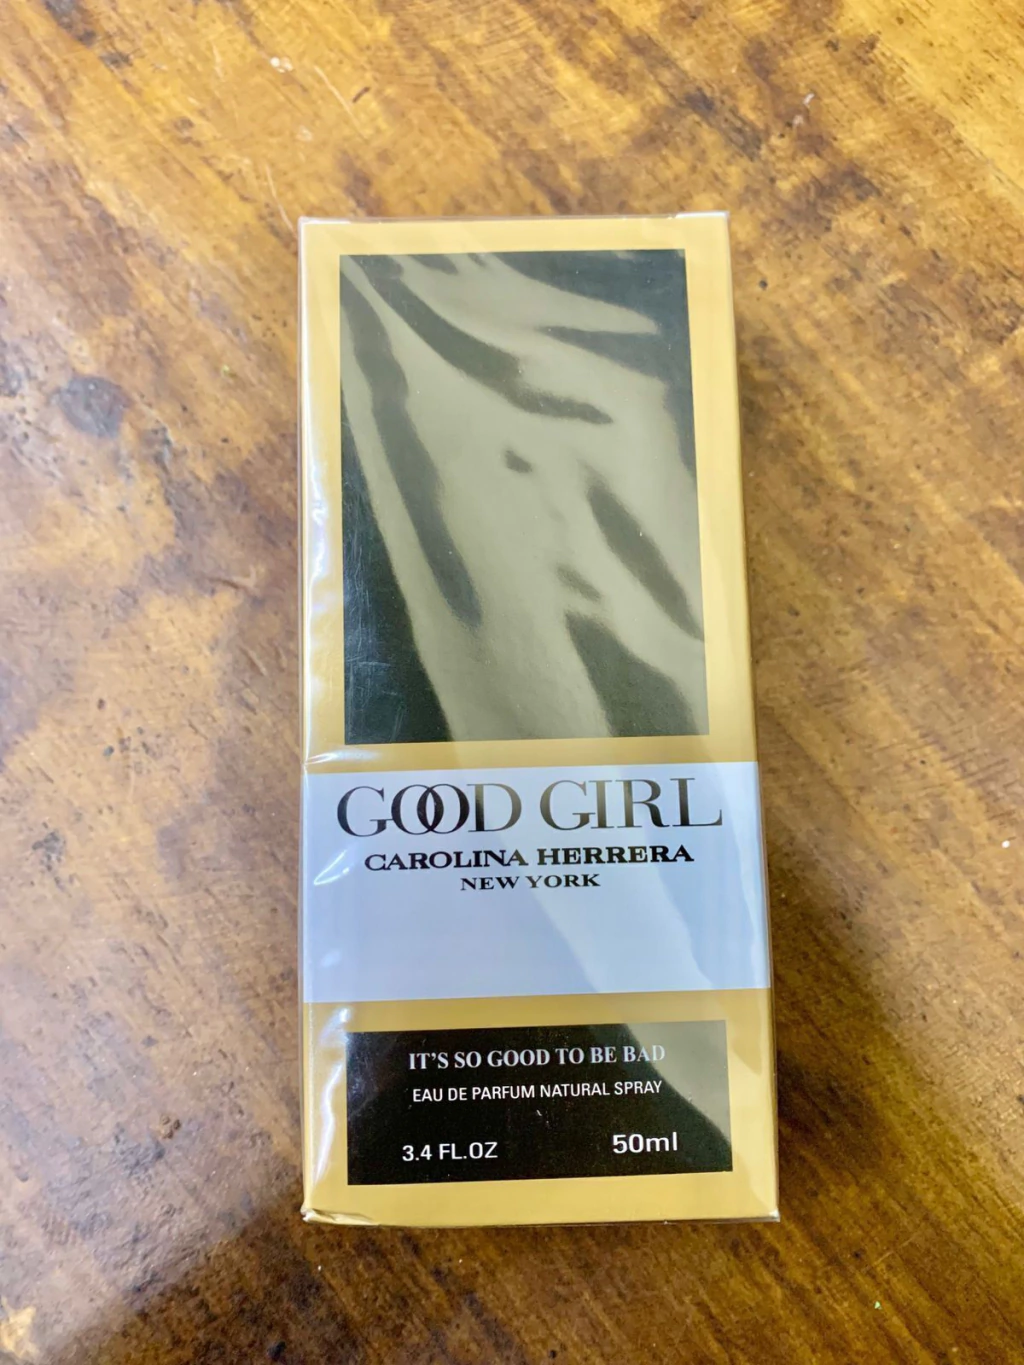 GOOD GIRL
CAROLINA HERRERA
NEW YORK
IT'S SO GOOD TO BE BAD
EAU DE PARFUM NATURAL SPRAY
3.4 FL.OZ 50ml